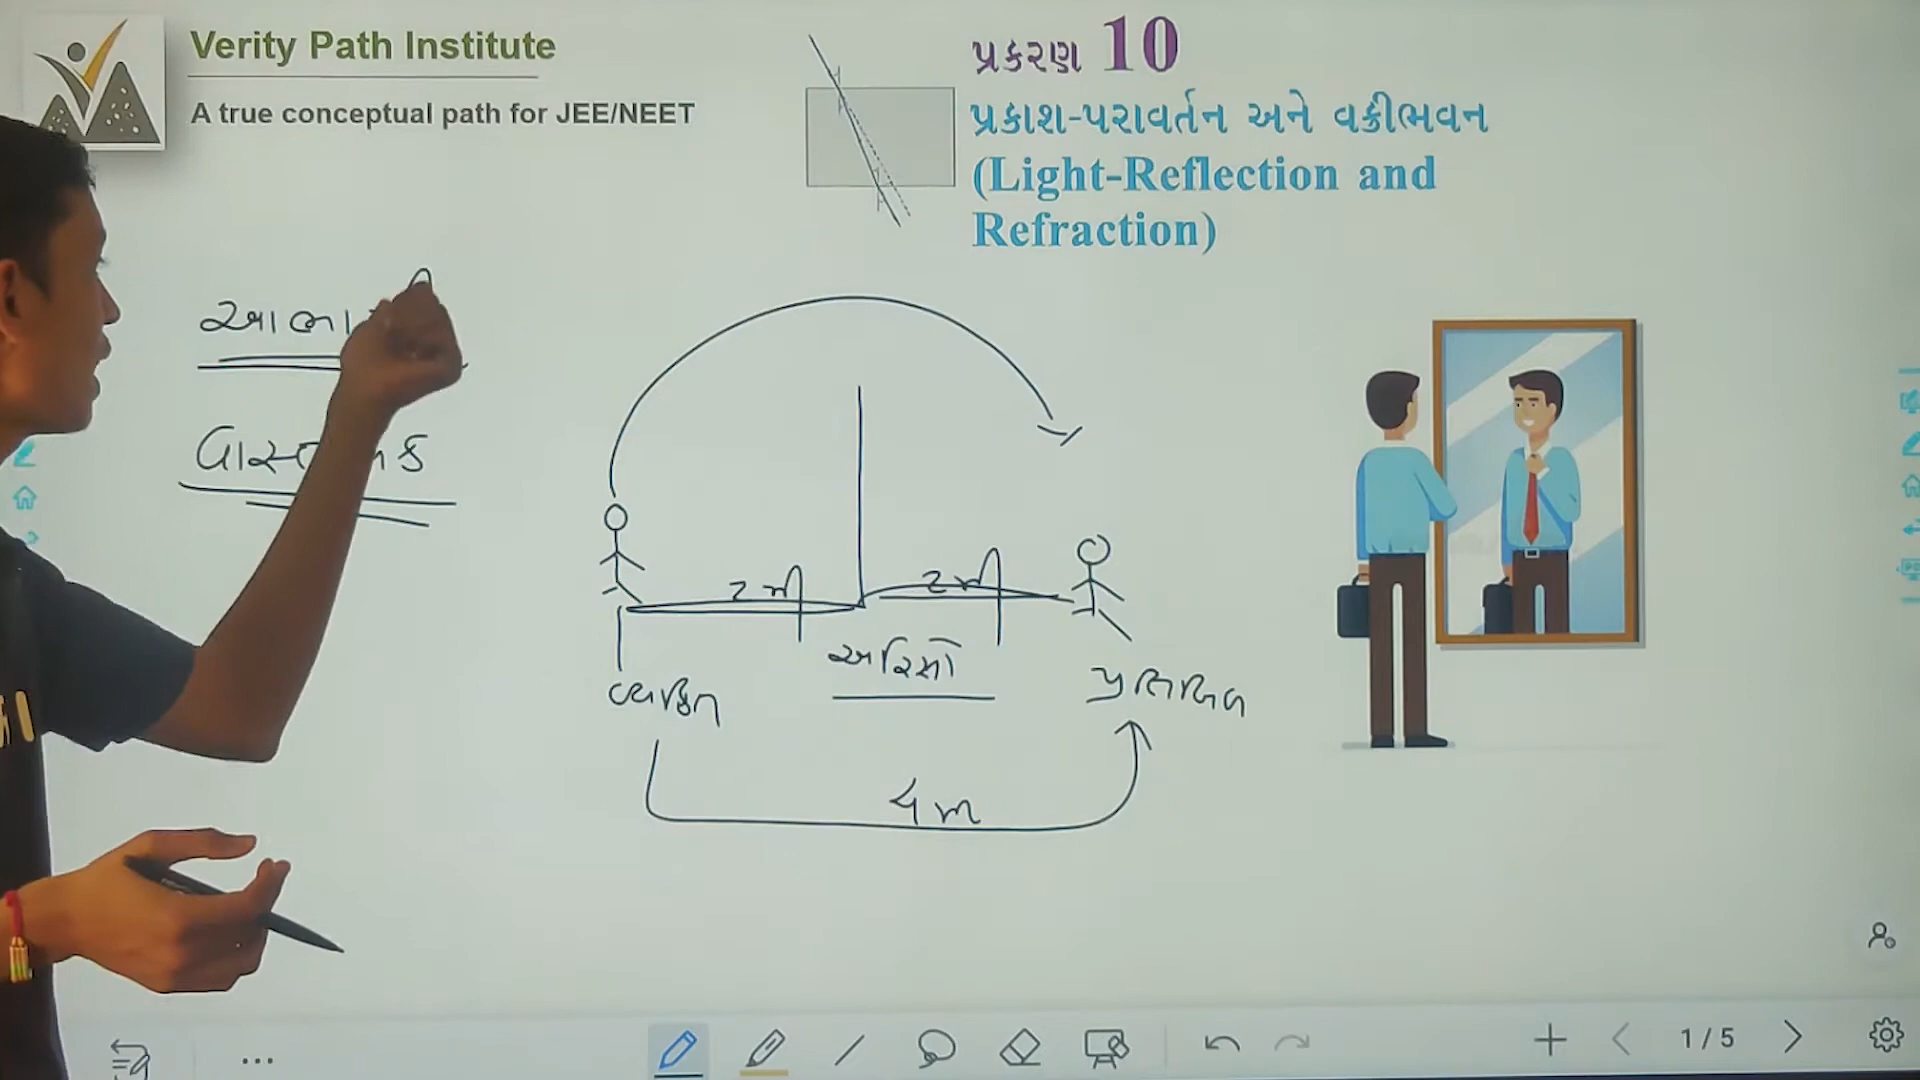 Verity Path Institute
A true conceptual path for JEE/NEET
પ્રકરણ 10
પ્રકાશ-પરાવર્તન અને વક્રીભવન
(Light-Reflection and
Refraction)
2 મી
2 મી
અરિસો
વ્યક્તિ
4 m
1/5